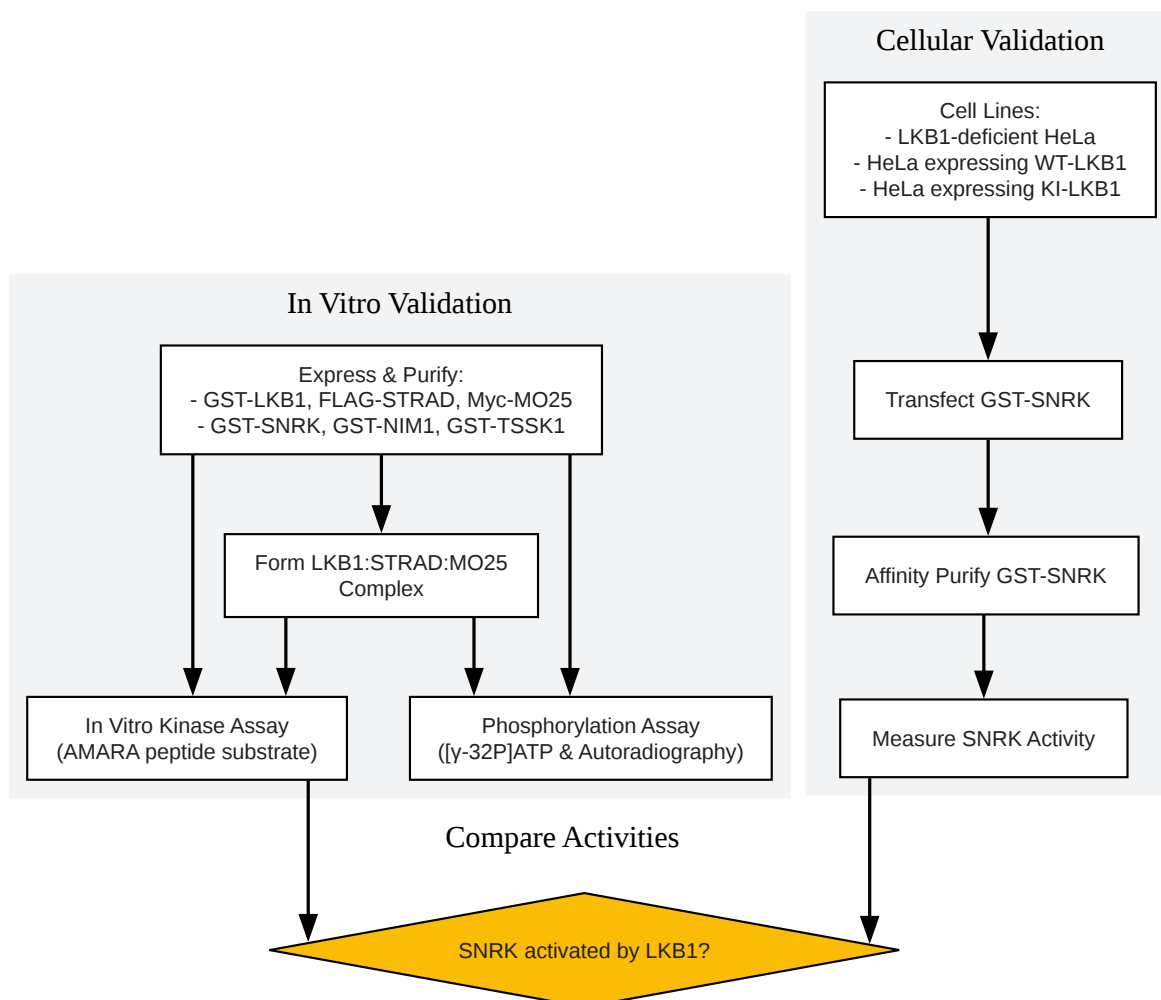 Cellular Validation
Cell Lines:
- LKB1-deficient HeLa
- HeLa expressing WT-LKB1
- HeLa expressing KI-LKB1
Transfect GST-SNRK
Affinity Purify GST-SNRK
Measure SNRK Activity
In Vitro Validation
Express & Purify:
- GST-LKB1, FLAG-STRAD, Myc-MO25
- GST-SNRK, GST-NIM1, GST-TSSK1
Form LKB1:STRAD:MO25
Complex
In Vitro Kinase Assay
(AMARA peptide substrate)
Phosphorylation Assay
([γ-32P]ATP & Autoradiography)
Compare Activities
SNRK activated by LKB1?